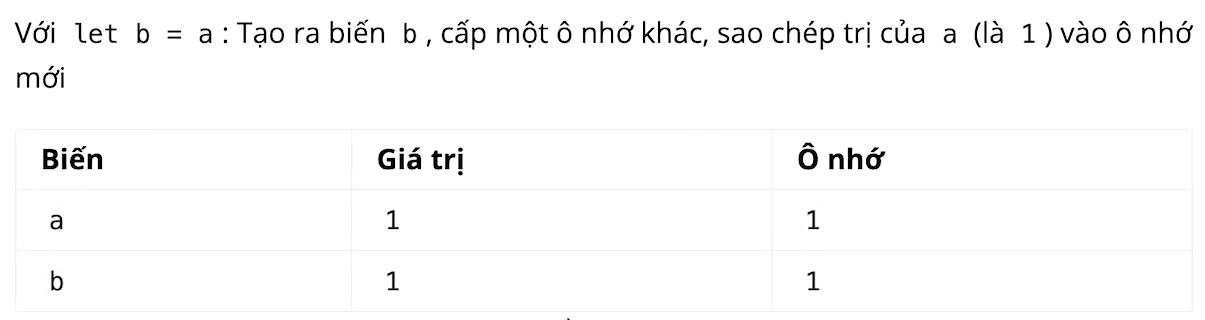 Với let b = a : Tạo ra biến b , cấp một ô nhớ khác, sao chép trị của a (là 1 ) vào ô nhớ
mới
Biến Giá trị Ô nhớ
a 1 1
b 1 1